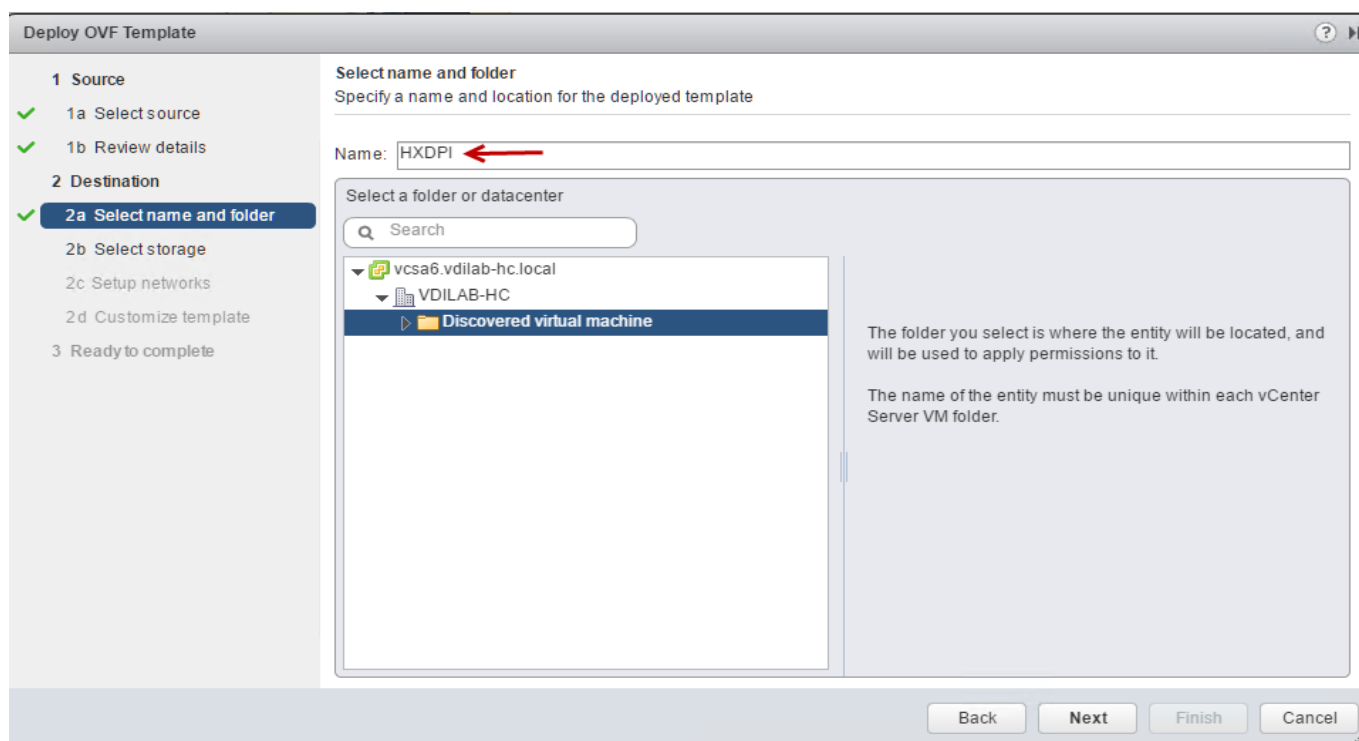 Deploy OVF Template
?
1 Source
1a Select source
1b Review details
2 Destination
2a Select name and folder
2b Select storage
2c Setup networks
2d Customize template
3 Ready to complete
Select name and folder
Specify a name and location for the deployed template
Name: HXDPI
Select a folder or datacenter
Search
vcsa6.vdilab-hc.local
VDILAB-HC
Discovered virtual machine
The folder you select is where the entity will be located, and
will be used to apply permissions to it.
The name of the entity must be unique within each vCenter
Server VM folder.
Back Next Finish Cancel